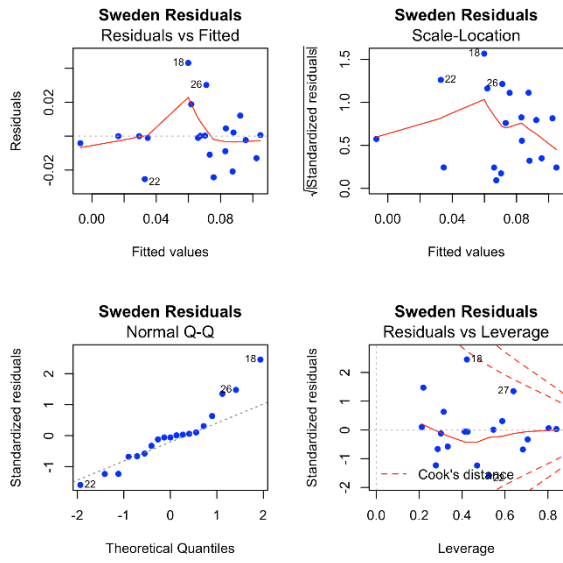 Sweden Residuals
Residuals vs Fitted
Residuals
0.02
-0.02
18
26
22
0.00
0.04
0.08
Fitted values
Sweden Residuals
Scale-Location
√|Standardized residuals|
1.5
1.0
0.5
0.0
18
22
26
0.00
0.04
0.08
Fitted values
Sweden Residuals
Normal Q-Q
Standardized residuals
2
1
0
-1
18
26
22
-2
-1
0
1
2
Theoretical Quantiles
Sweden Residuals
Residuals vs Leverage
Standardized residuals
2
1
0
-1
-2
18
27
22
Cook's distance
0.0
0.2
0.4
0.6
0.8
Leverage